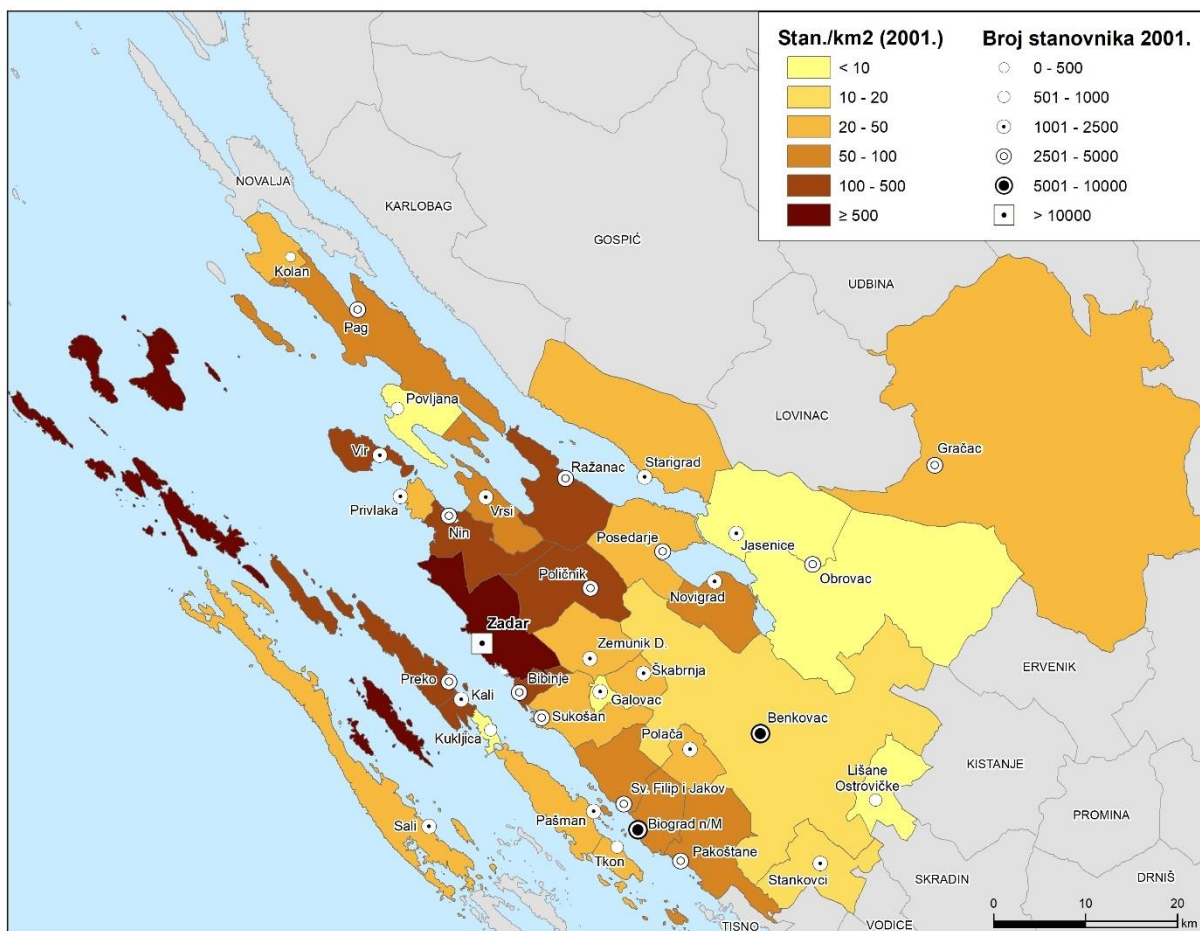 Stan./km2 (2001.)
< 10
10 - 20
20 - 50
50 - 100
100 - 500
≥ 500
Broj stanovnika 2001.
0 - 500
501 - 1000
1001 - 2500
2501 - 5000
5001 - 10000
> 10000
NOVALJA
KARLOBAG
GOSPIĆ
UDBINA
Kolan
Pag
LOVINAC
Povljana
Gračac
Vir
Ražanac
Starigrad
Privlaka
Vrsi
Nin
Posedarje
Jasenice
Obrovac
Poličnik
Novigrad
Zadar
Zemunik D.
Škabrnja
ERVENIK
Preko
Kali
Bibinje
Galovac
Sukošan
Kukljica
Polača
Benkovac
KISTANJE
Lišane
Ostrovičke
Sv. Filip i Jakov
Pašman
Biograd n/M
PROMINA
Sali
Tkon
Pakoštane
Stankovci
SKRADIN
DRNIŠ
TISNO
VODICE
0 10 20
km